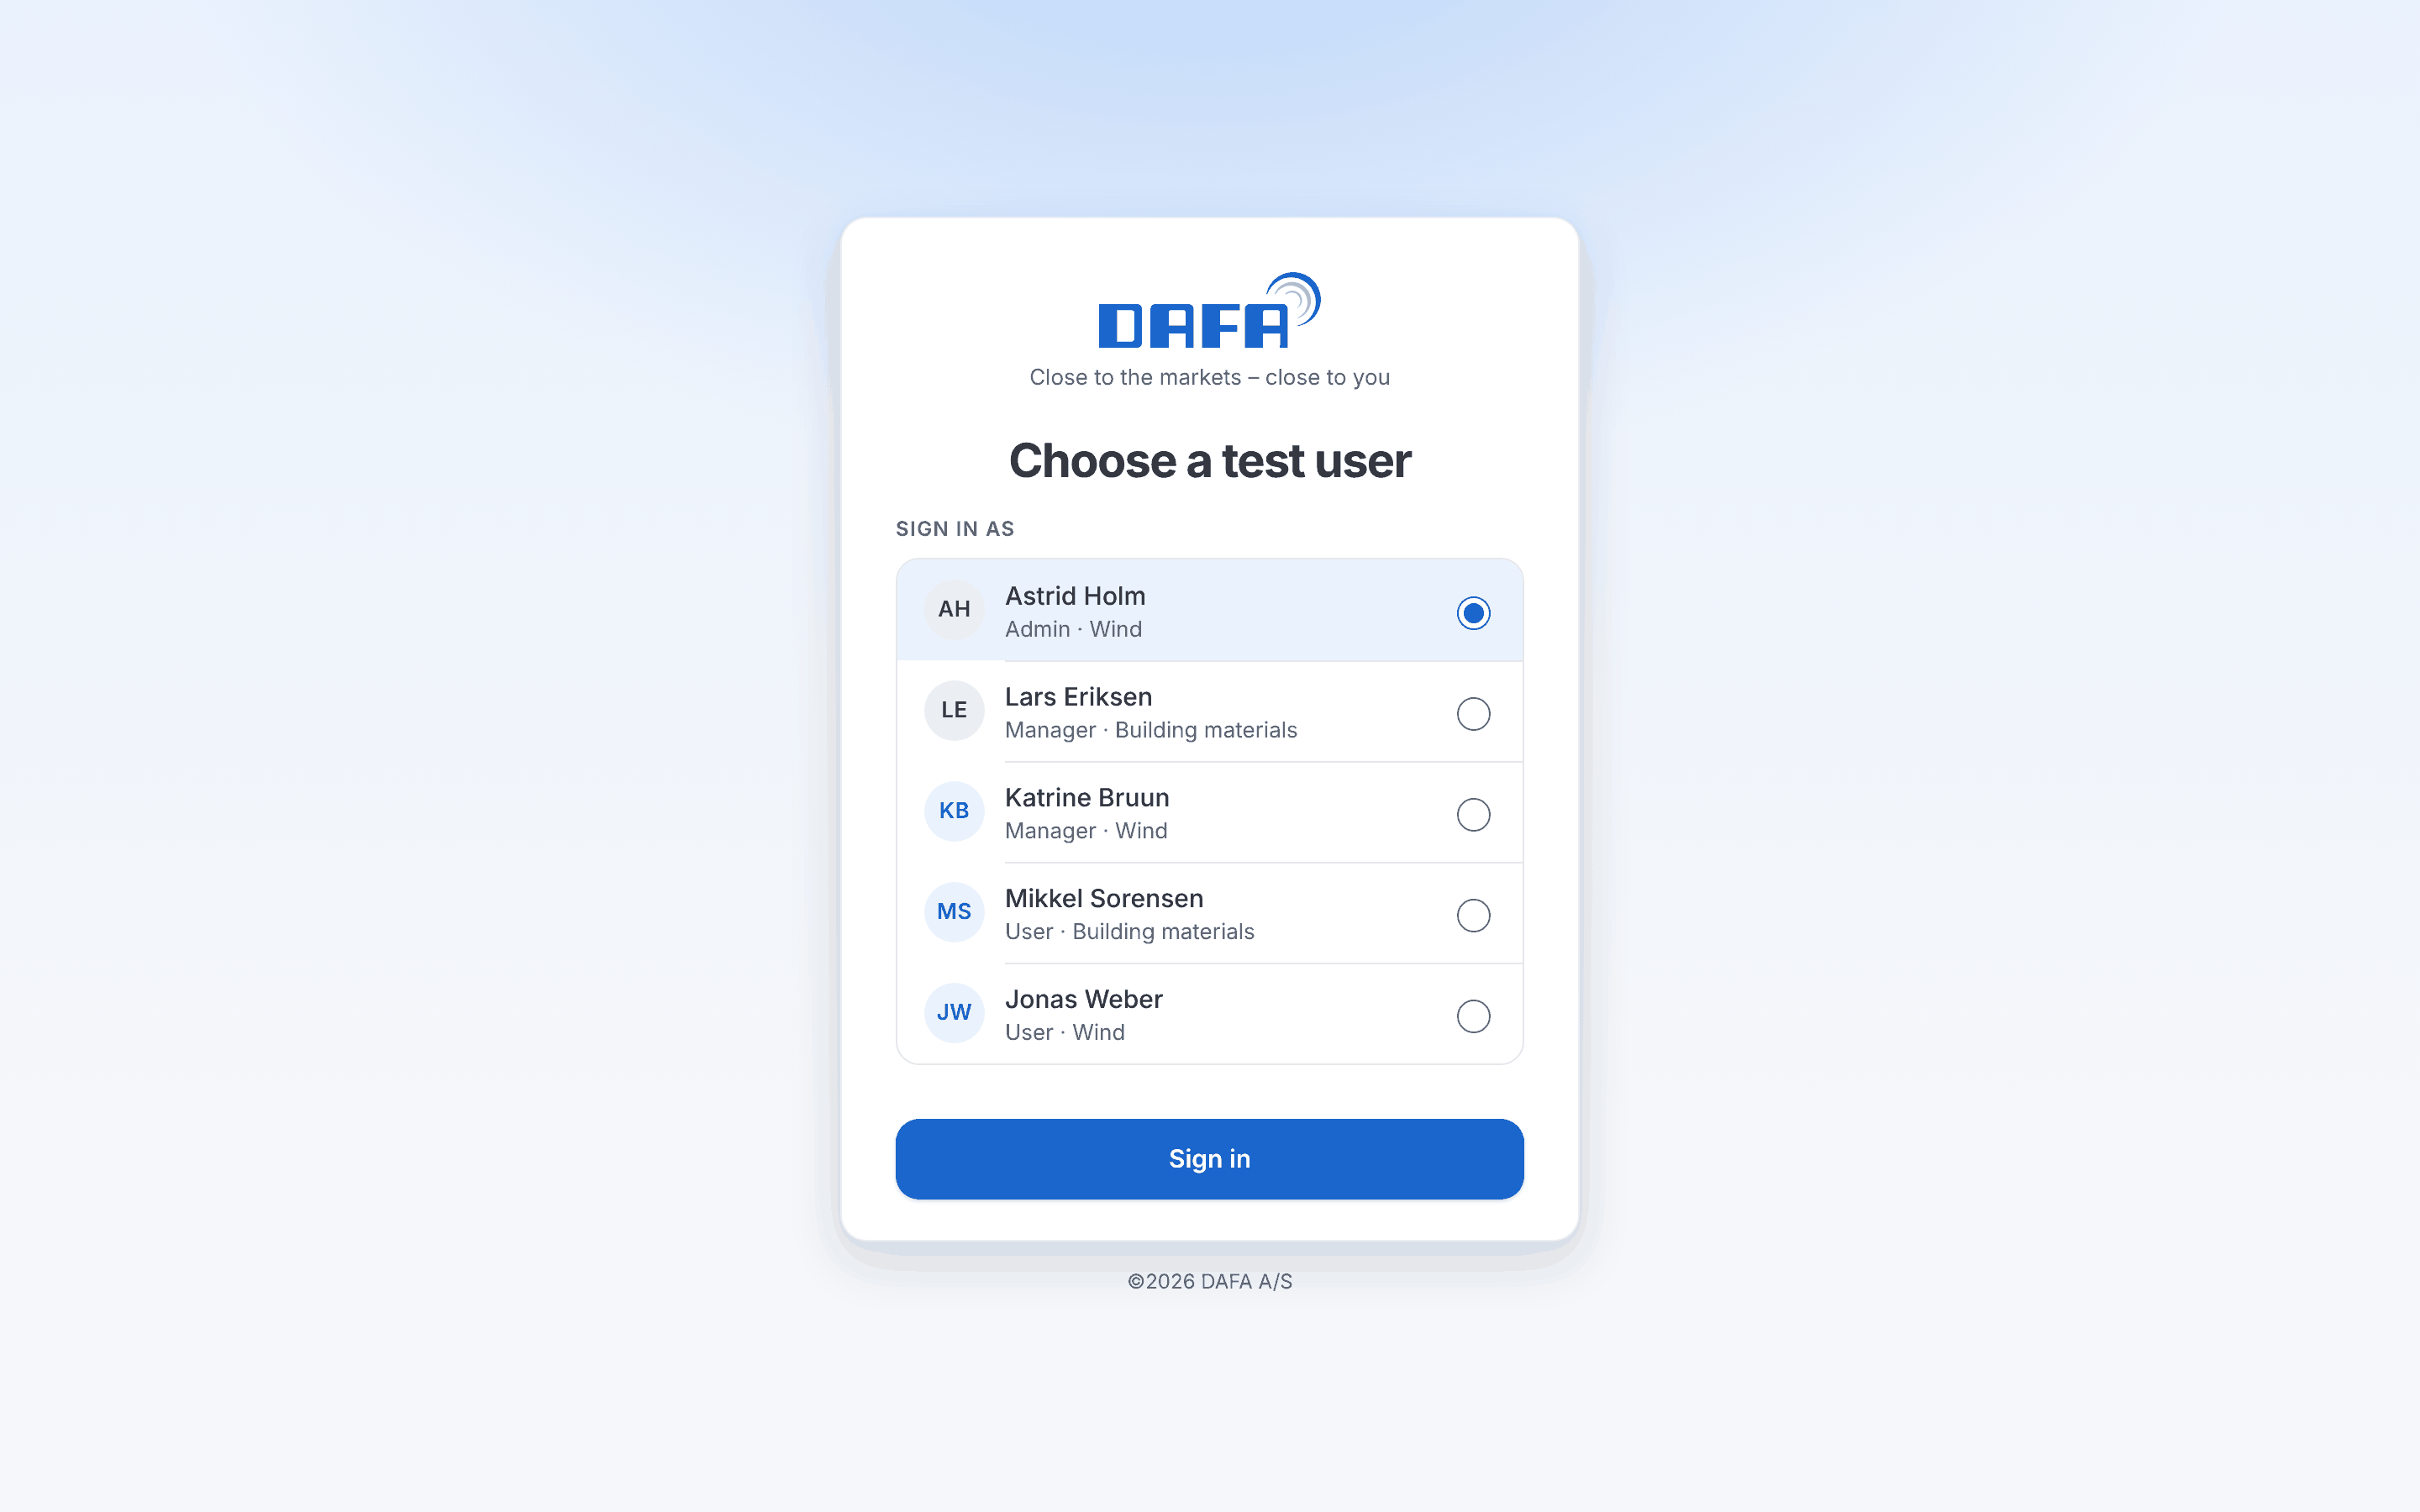 DAFA
Close to the markets – close to you
Choose a test user
SIGN IN AS
AH
Astrid Holm
Admin · Wind
LE
Lars Eriksen
Manager · Building materials
KB
Katrine Bruun
Manager · Wind
MS
Mikkel Sorensen
User · Building materials
JW
Jonas Weber
User · Wind
Sign in
©2026 DAFA A/S